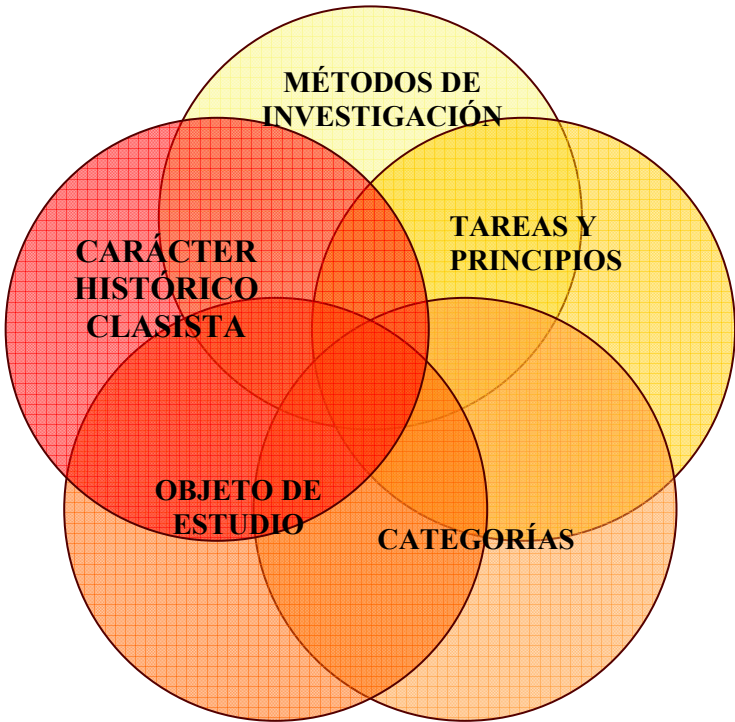 MÉTODOS DE
INVESTIGACIÓN
TAREAS Y
PRINCIPIOS
CARÁCTER
HISTÓRICO
CLASISTA
OBJETO DE
ESTUDIO
CATEGORÍAS